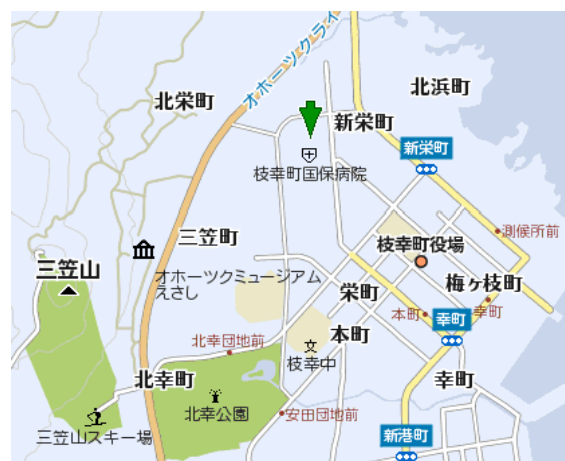 オホーツクライ
北浜町
北栄町
新栄町
新栄町
枝幸町国保病院
測候所前
三笠町
枝幸町役場
三笠山
オホーツクミュージアム
えさし
栄町
梅ヶ枝町
本町
幸町
幸町
本町
北幸団地前
枝幸中
北幸町
幸町
北幸公園
安田団地前
三笠山スキー場
新港町